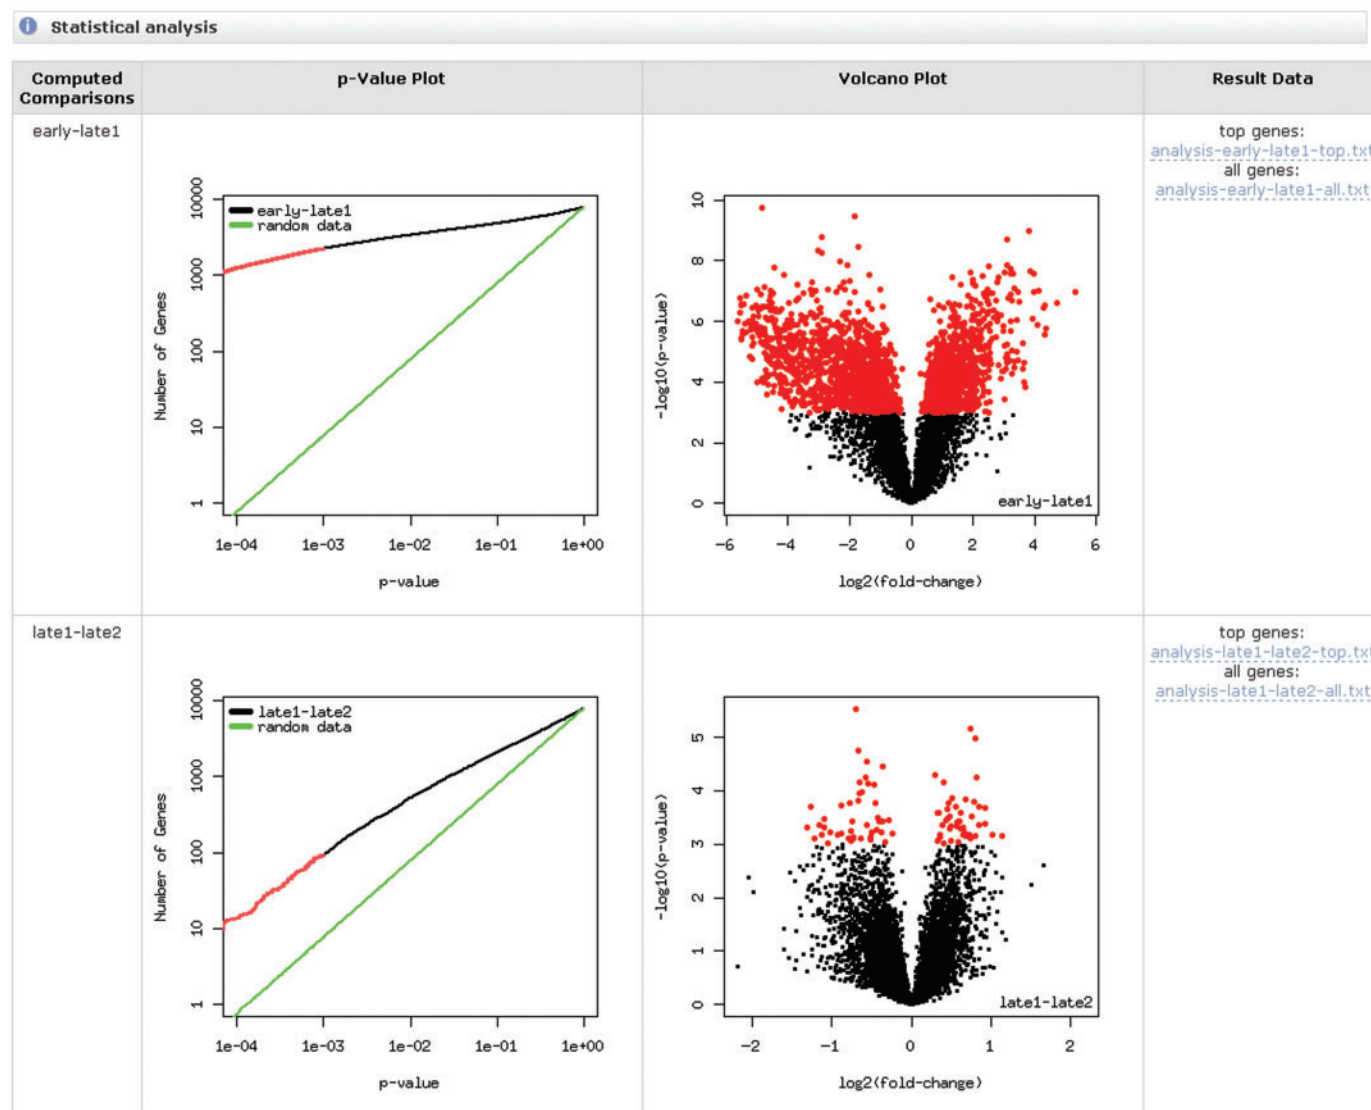 Statistical analysis
Computed Comparisons
p-Value Plot
Volcano Plot
Result Data
early-late1
early-late1
random data
Number of Genes
10000
1000
100
10
1
1e-04 1e-03 1e-02 1e-01 1e+00
p-value
-log10(p-value)
10
8
6
4
2
0
early-late1
-6 -4 -2 0 2 4 6
log2(fold-change)
top genes:
analysis-early-late1-top.txt
all genes:
analysis-early-late1-all.txt
late1-late2
late1-late2
random data
Number of Genes
10000
1000
100
10
1
1e-04 1e-03 1e-02 1e-01 1e+00
p-value
-log10(p-value)
5
4
3
2
1
0
late1-late2
-2 -1 0 1 2
log2(fold-change)
top genes:
analysis-late1-late2-top.txt
all genes:
analysis-late1-late2-all.txt